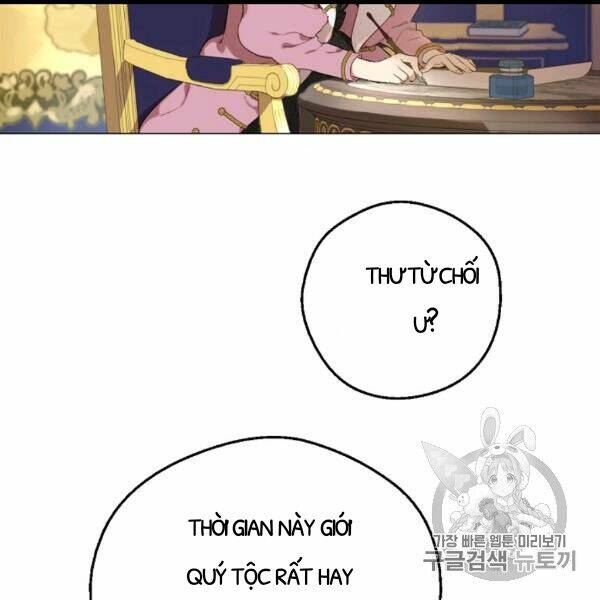 THƯ TỪ CHỐI
Ư?
THỜI GIAN NÀY GIỚI
QUÝ TỘC RẤT HAY
가장 빠른 웹툰 미리보기
구글검색 뉴토끼